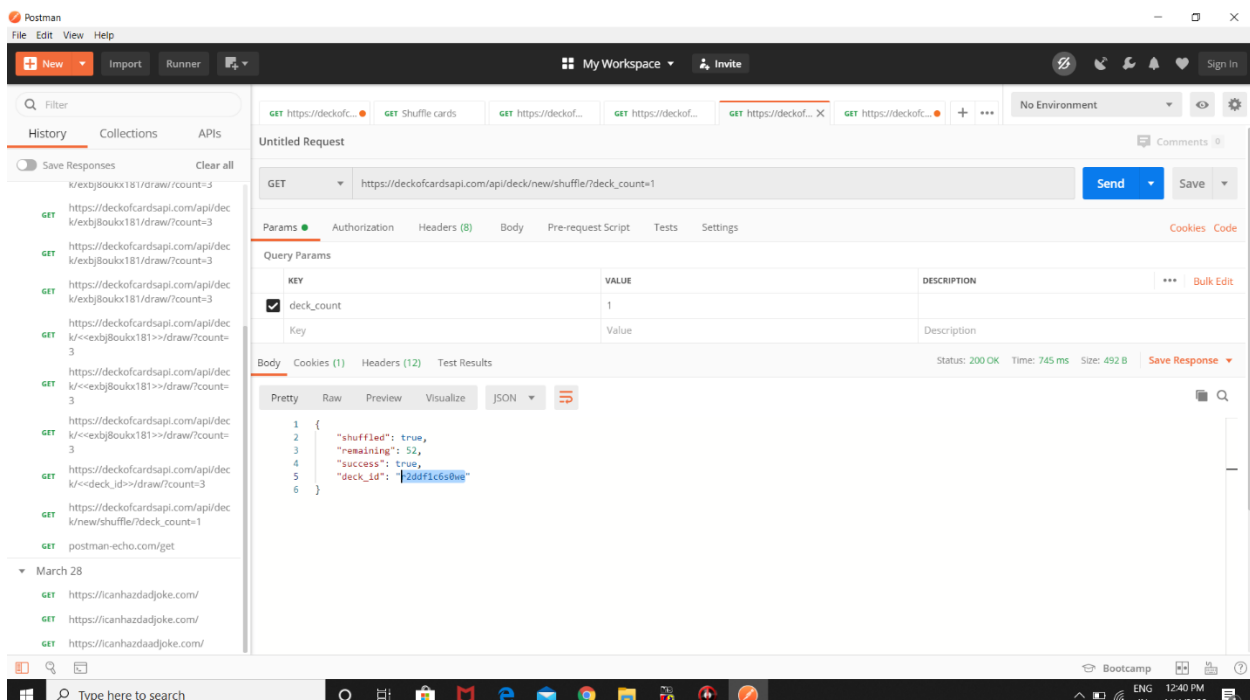 Postman
File Edit View Help
New Import Runner My Workspace Invite Sign In
Filter
History Collections APIs
Save Responses Clear all
k/exbj8oukx181/draw/?count=3
GET https://deckofcardsapi.com/api/dec
k/exbj8oukx181/draw/?count=3
GET https://deckofcardsapi.com/api/dec
k/exbj8oukx181/draw/?count=3
GET https://deckofcardsapi.com/api/dec
k/exbj8oukx181/draw/?count=3
GET https://deckofcardsapi.com/api/dec
k/<<exbj8oukx181>>/draw/?count=
3
GET https://deckofcardsapi.com/api/dec
k/<<exbj8oukx181>>/draw/?count=
3
GET https://deckofcardsapi.com/api/dec
k/<<exbj8oukx181>>/draw/?count=
3
GET https://deckofcardsapi.com/api/dec
k/<<deck_id>>/draw/?count=3
GET https://deckofcardsapi.com/api/dec
k/new/shuffle/?deck_count=1
GET postman-echo.com/get
March 28
GET https://icanhazdadjoke.com/
GET https://icanhazdadjoke.com/
GET https://icanhazdaadjoke.com/
GET https://deckofc... GET Shuffle cards GET https://deckof... GET https://deckof... GET https://deckof... X GET https://deckofc... + ••• No Environment
Untitled Request Comments 0
GET https://deckofcardsapi.com/api/deck/new/shuffle/?deck_count=1 Send Save
Params Authorization Headers (8) Body Pre-request Script Tests Settings Cookies Code
Query Params
KEY VALUE DESCRIPTION ••• Bulk Edit
deck_count 1
Key Value Description
Body Cookies (1) Headers (12) Test Results Status: 200 OK Time: 745 ms Size: 492 B Save Response
Pretty Raw Preview Visualize JSON
1 {
2 "shuffled": true,
3 "remaining": 52,
4 "success": true,
5 "deck_id": "r2ddf1c6s0we"
6 }
Bootcamp
Type here to search ENG 12:40 PM